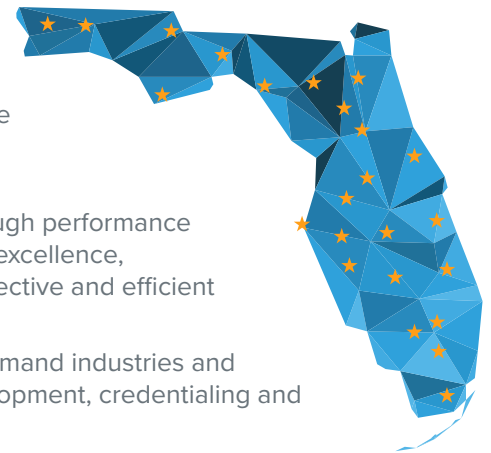 ugh performance
excellence,
ective and efficient
mand industries and
opment, credentialing and